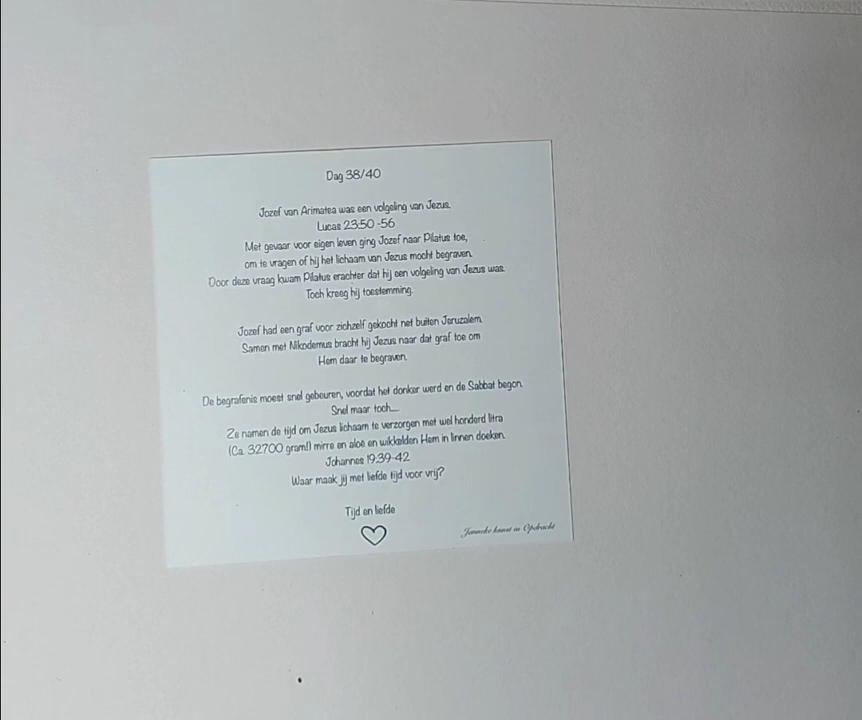 Dag 38/40
Jozef van Arimatea was een volgeling van Jezus.
Lucas 23:50 -56
Met gevaar voor eigen leven ging Jozef naar Pilatus toe,
om te vragen of hij het lichaam van Jezus mocht begraven.
Door deze vraag kwam Pilatus erachter dat hij een volgeling van Jezus was.
Toch kreeg hij toestemming.
Jozef had een graf voor zichzelf gekocht net buiten Jeruzalem.
Samen met Nikodemus bracht hij Jezus naar dat graf toe om
Hem daar te begraven.
De begrafenis moest snel gebeuren, voordat het donker werd en de Sabbat begon.
Snel maar toch....
Ze namen de tijd om Jezus lichaam te verzorgen met wel honderd litra
(Ca. 32700 gram!) mirre en aloë en wikkelden Hem in linnen doeken.
Johannes 19:39-42
Waar maak jij met liefde tijd voor vrij?
Tijd en liefde
Janneke kunst in Opdracht